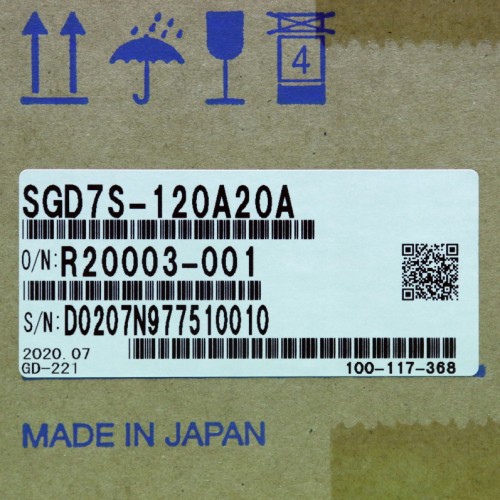 4
SGD7S-120A20A
O/N:R20003-001
S/N:D0207N977510010
2020.07
GD-221
100-117-368
MADE IN JAPAN